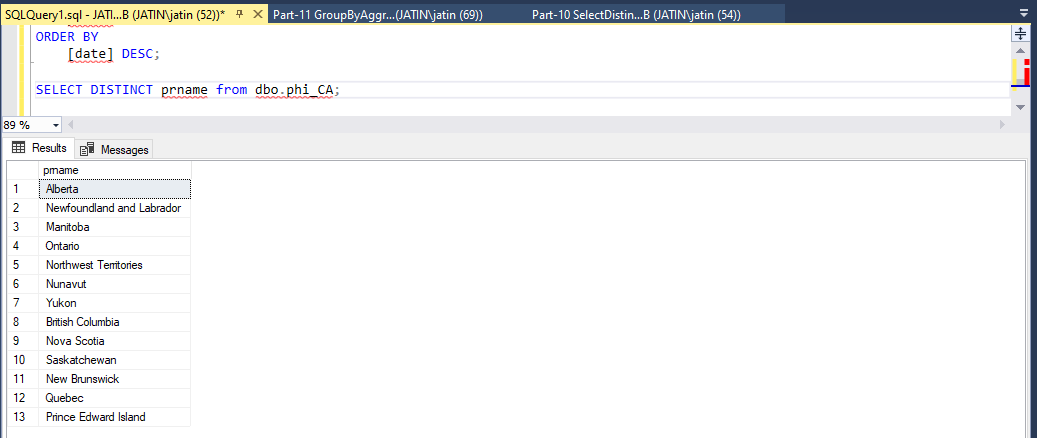 SQLQuery1.sql - JATI...B (JATIN\jatin (52))* Part-11 GroupByAggr...(JATIN\jatin (69)) Part-10 SelectDistin...B (JATIN\jatin (54))
ORDER BY
[date] DESC;
SELECT DISTINCT prname from dbo.phi_CA;
89 %
Results Messages
prname
1 Alberta
2 Newfoundland and Labrador
3 Manitoba
4 Ontario
5 Northwest Territories
6 Nunavut
7 Yukon
8 British Columbia
9 Nova Scotia
10 Saskatchewan
11 New Brunswick
12 Quebec
13 Prince Edward Island